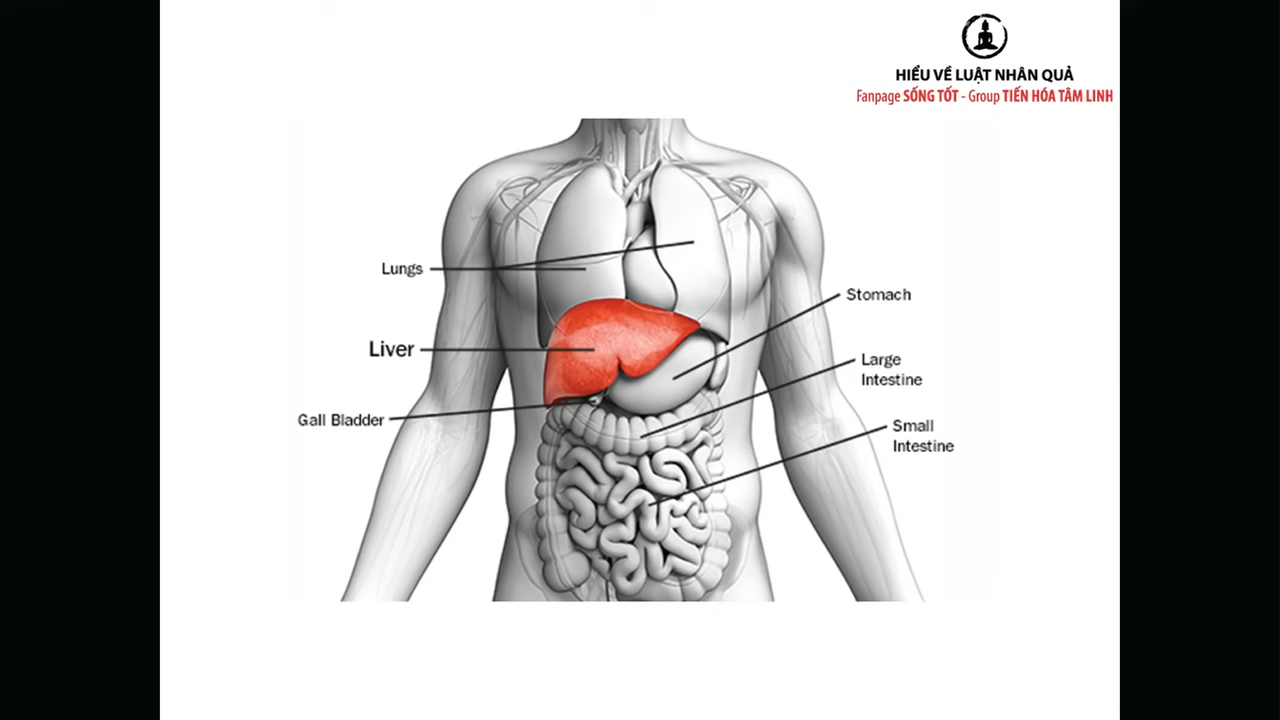 HIỂU VỀ LUẬT NHÂN QUẢ
Fanpage SỐNG TỐT - Group TIẾN HÓA TÂM LINH
Lungs
Stomach
Liver
Large
Intestine
Gall Bladder
Small
Intestine